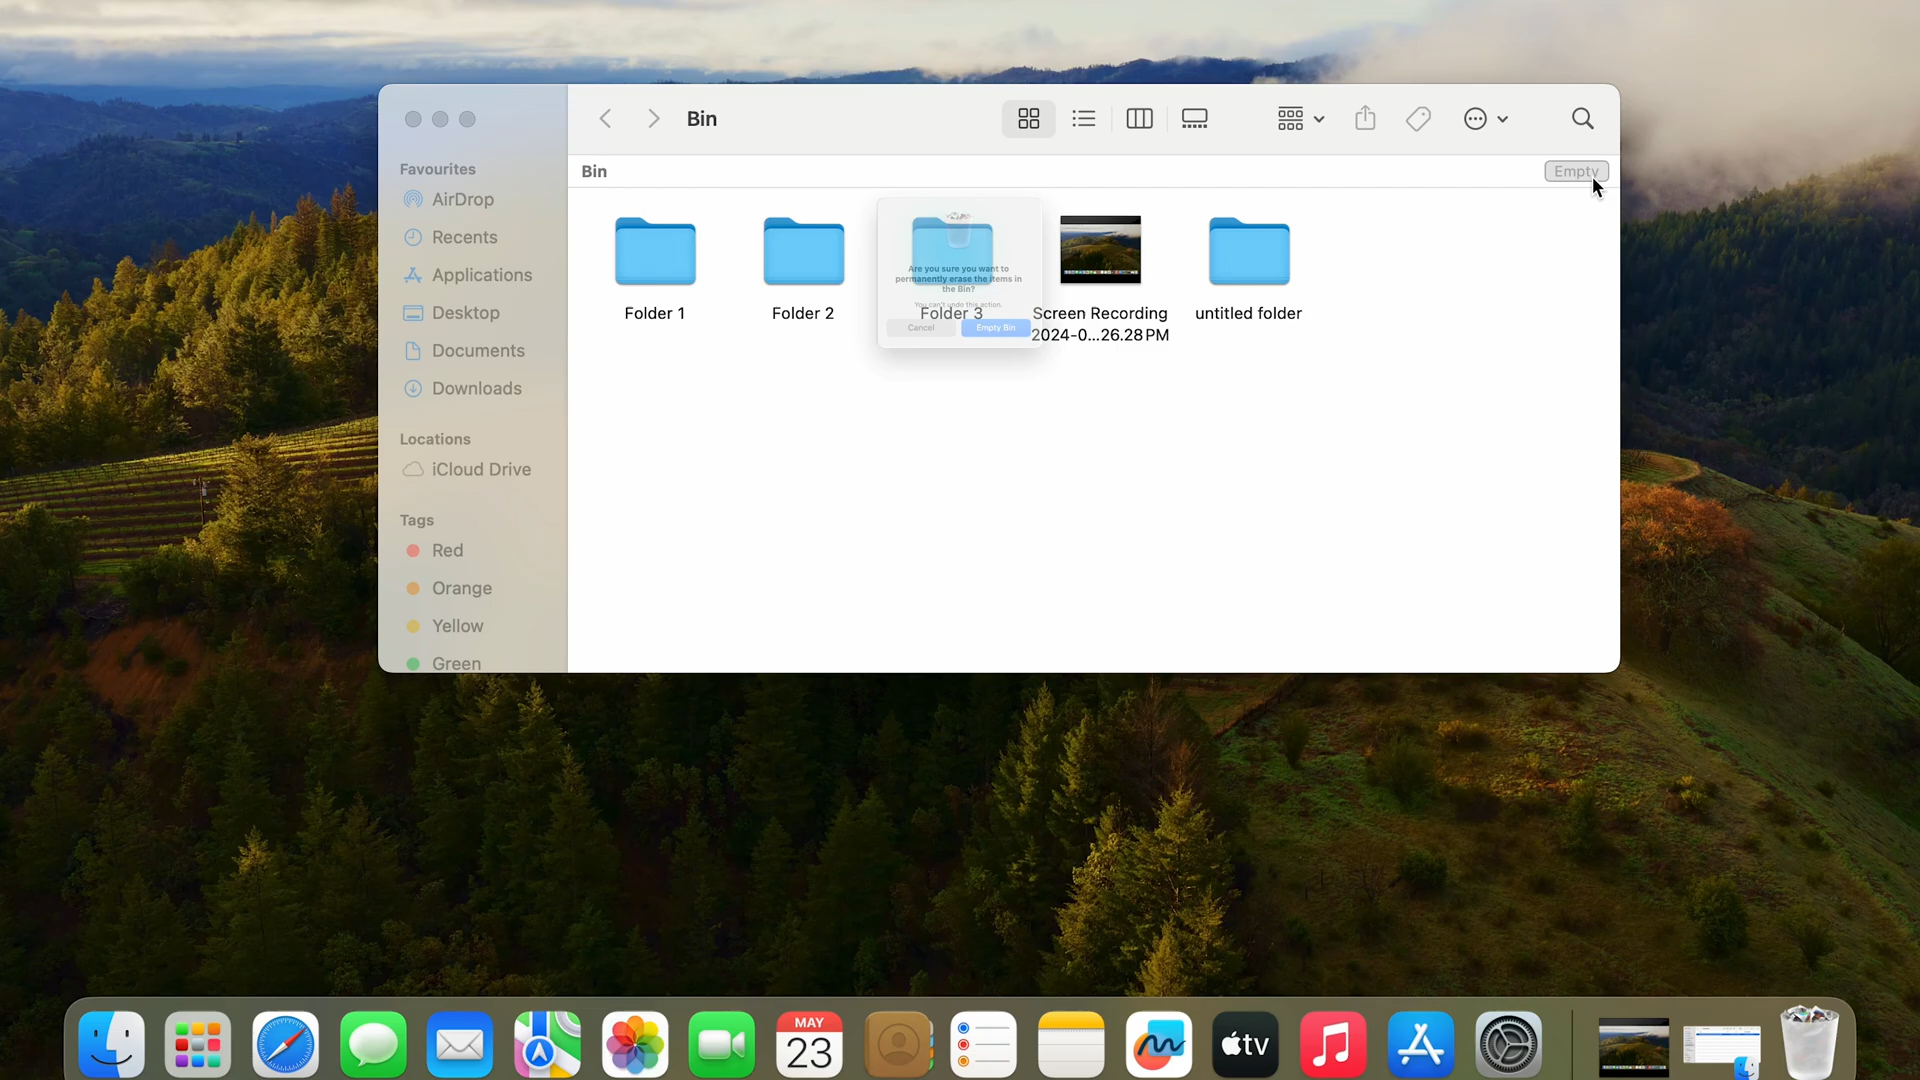 Bin
Favourites
AirDrop
Recents
Applications
Desktop
Documents
Downloads
Locations
iCloud Drive
Tags
Red
Orange
Yellow
Green
Bin
Empty
Are you sure you want to
permanently erase the items in
the Bin?
You can't undo this action.
Cancel
Empty Bin
Folder 1
Folder 2
Folder 3
Screen Recording
2024-0...26.28 PM
untitled folder
MAY
23
tv